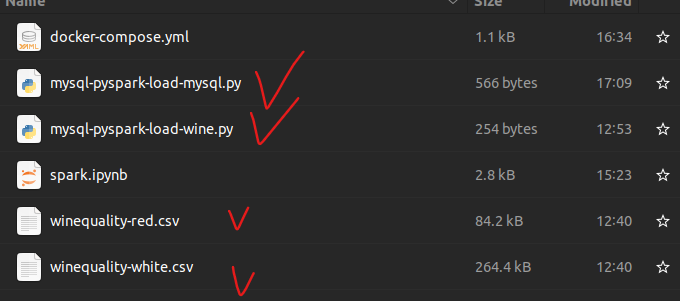 Name Size Modified
docker-compose.yml 1.1 kB 16:34
mysql-pyspark-load-mysql.py 566 bytes 17:09
mysql-pyspark-load-wine.py 254 bytes 12:53
spark.ipynb 2.8 kB 15:23
winequality-red.csv 84.2 kB 12:40
winequality-white.csv 264.4 kB 12:40